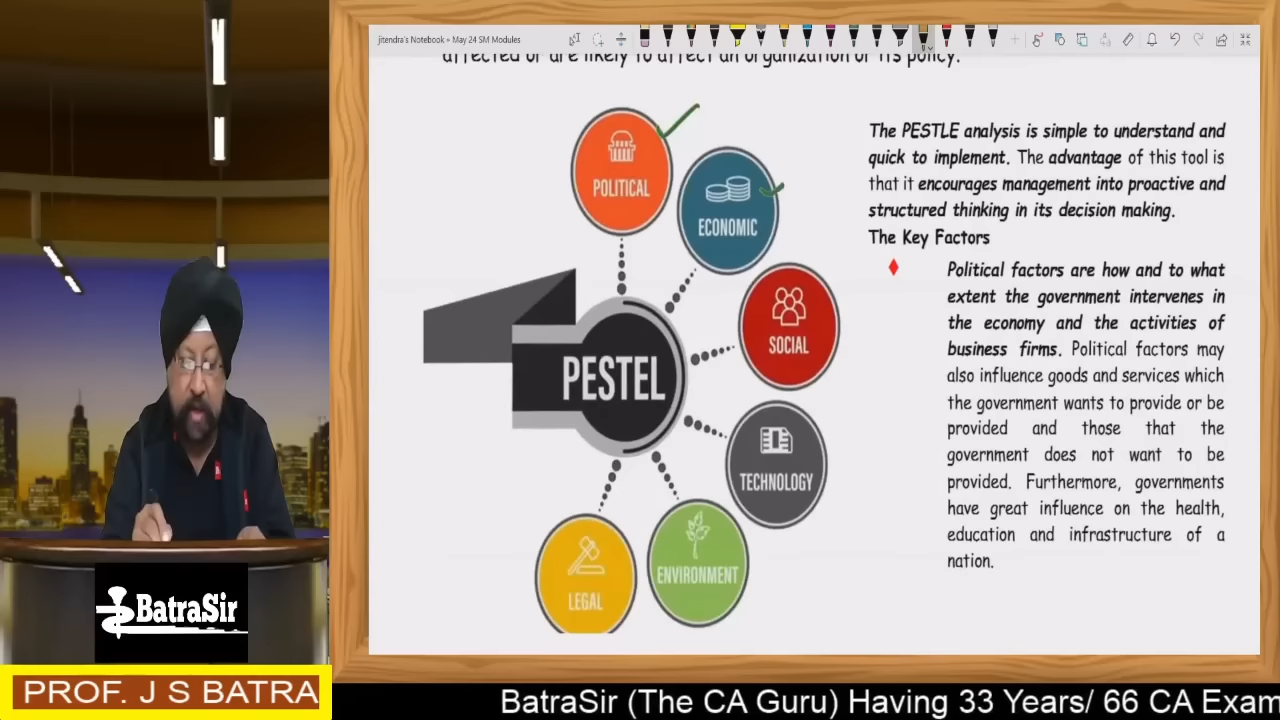 jitendra's Notebook » May 24 SM Modules
affected or are likely to affect an organization or its policy.
POLITICAL
ECONOMIC
SOCIAL
PESTEL
TECHNOLOGY
ENVIRONMENT
LEGAL
The PESTLE analysis is simple to understand and
quick to implement. The advantage of this tool is
that it encourages management into proactive and
structured thinking in its decision making.
The Key Factors
Political factors are how and to what
extent the government intervenes in
the economy and the activities of
business firms. Political factors may
also influence goods and services which
the government wants to provide or be
provided and those that the
government does not want to be
provided. Furthermore, governments
have great influence on the health,
education and infrastructure of a
nation.
BatraSir
PROF. J S BATRA
BatraSir (The CA Guru) Having 33 Years/ 66 CA Exam